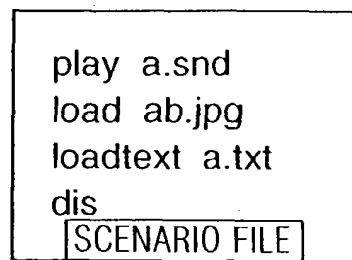 play a.snd
load ab.jpg
loadtext a.txt
dis
SCENARIO FILE